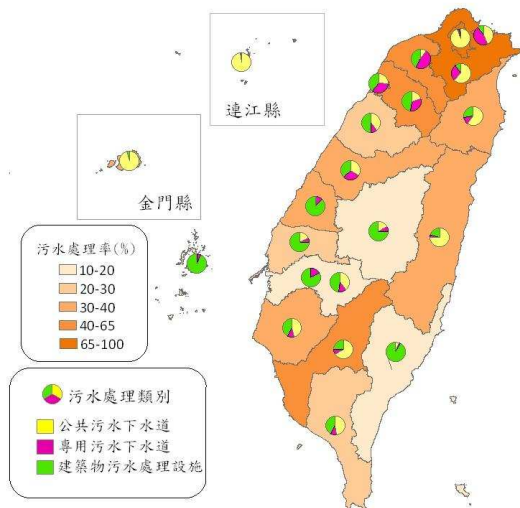 連江縣
金門縣
污水處理率(%)
10-20
20-30
30-40
40-65
65-100
污水處理類別
公共污水下水道
專用污水下水道
建築物污水處理設施